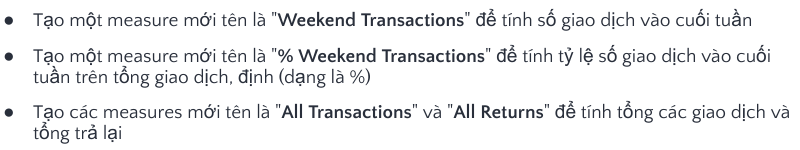 ● Tạo một measure mới tên là "Weekend Transactions" để tính số giao dịch vào cuối tuần
● Tạo một measure mới tên là "% Weekend Transactions" để tính tỷ lệ số giao dịch vào cuối
tuần trên tổng giao dịch, định (dạng là %)
● Tạo các measures mới tên là "All Transactions" và "All Returns" để tính tổng các giao dịch và
tổng trả lại